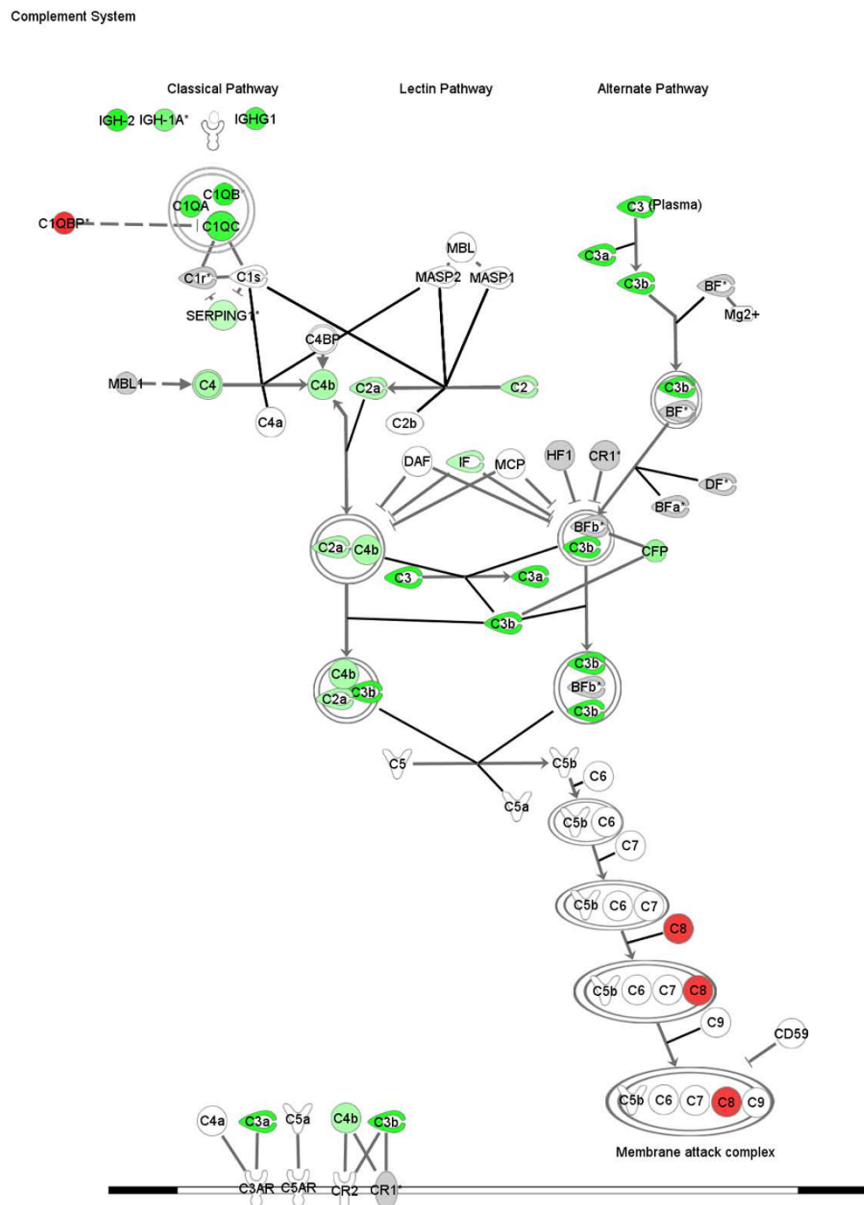 Complement System
Classical Pathway Lectin Pathway Alternate Pathway
IGH-2 IGH-1A* IGHG1
C1QB*
C1QA
C3 (Plasma)
C1QBP* C1QC
MBL
C3a
C1r* C1s MASP2 MASP1
C3b BF*
SERPING1*
Mg2+
C4BP
MBL1 C4 C4b C2a C2
C3b
BF*
C4a C2b
DAF IF MCP HF1 CR1*
DF*
BFa*
BFb*
C2a C4b C3b CFP
C3 C3a
C3b
C4b C3b
C2a C3b BFb*
C3b
C5 C5b C6
C5a
C5b C6
C7
C5b C6 C7
C8
C5b C6 C7 C8
C9 CD59
C5b C6 C7 C8 C9
C4a C3a C5a C4b C3b
Membrane attack complex
C3AR C5AR CR2 CR1*